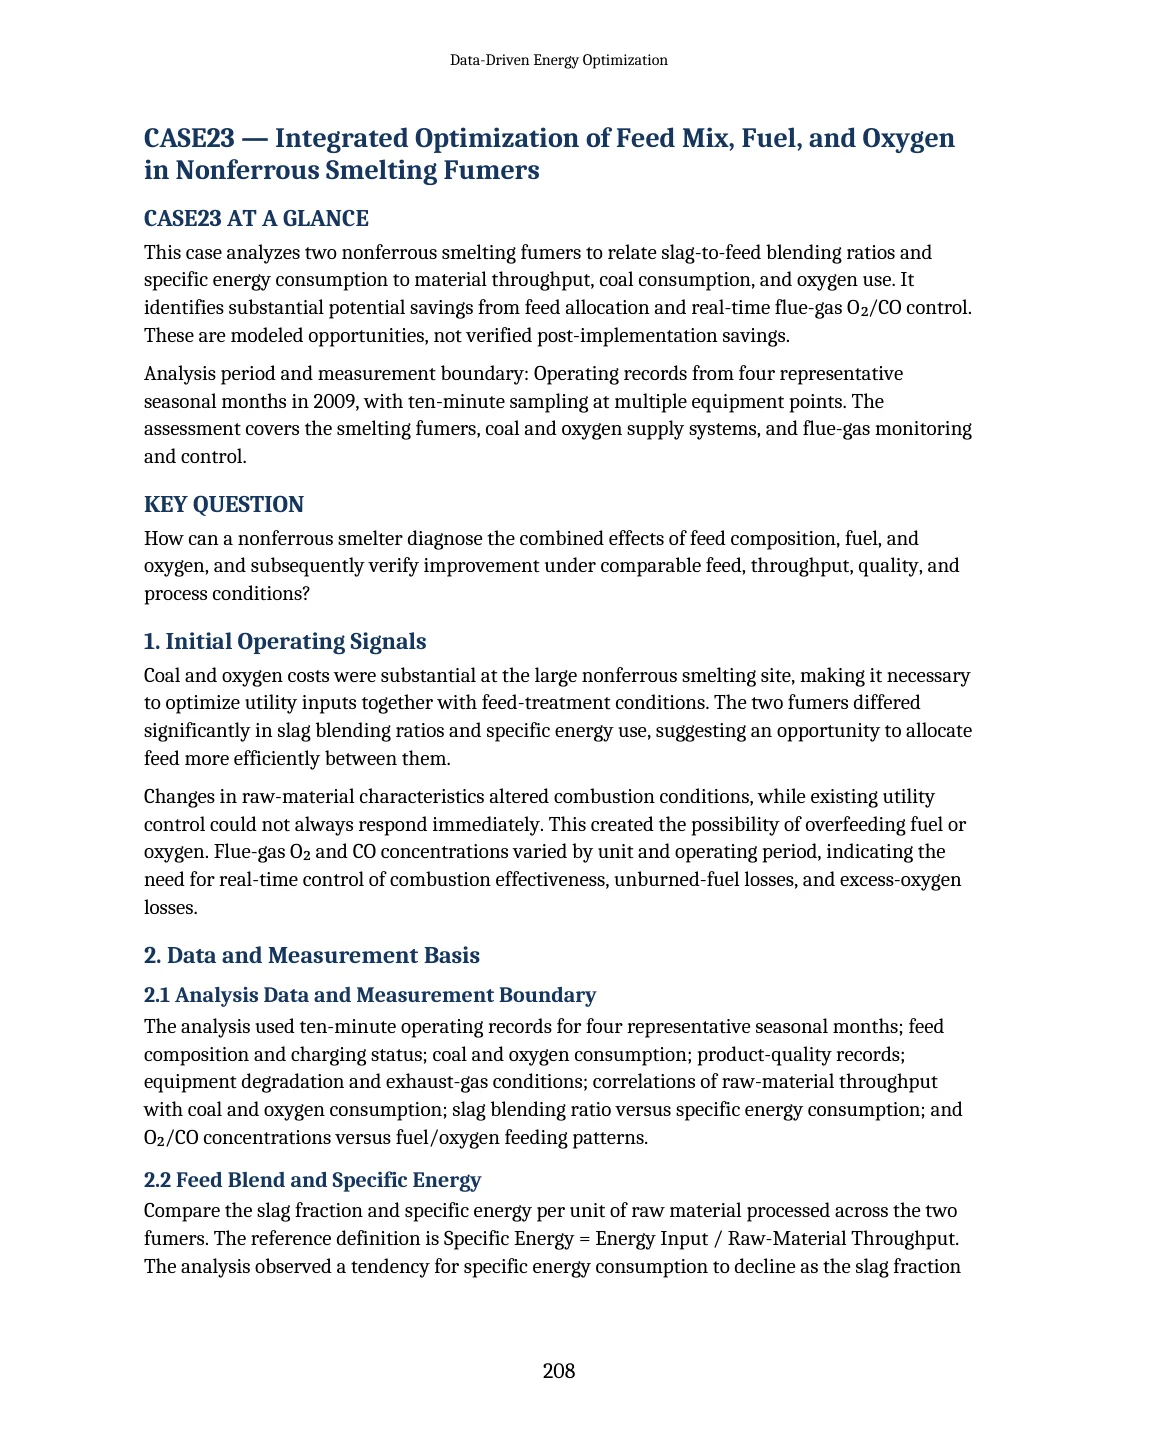 Data-Driven Energy Optimization
CASE23 — Integrated Optimization of Feed Mix, Fuel, and Oxygen
in Nonferrous Smelting Fumers
CASE23 AT A GLANCE
This case analyzes two nonferrous smelting fumers to relate slag-to-feed blending ratios and
specific energy consumption to material throughput, coal consumption, and oxygen use. It
identifies substantial potential savings from feed allocation and real-time flue-gas O₂/CO control.
These are modeled opportunities, not verified post-implementation savings.
Analysis period and measurement boundary: Operating records from four representative
seasonal months in 2009, with ten-minute sampling at multiple equipment points. The
assessment covers the smelting fumers, coal and oxygen supply systems, and flue-gas monitoring
and control.
KEY QUESTION
How can a nonferrous smelter diagnose the combined effects of feed composition, fuel, and
oxygen, and subsequently verify improvement under comparable feed, throughput, quality, and
process conditions?
1. Initial Operating Signals
Coal and oxygen costs were substantial at the large nonferrous smelting site, making it necessary
to optimize utility inputs together with feed-treatment conditions. The two fumers differed
significantly in slag blending ratios and specific energy use, suggesting an opportunity to allocate
feed more efficiently between them.
Changes in raw-material characteristics altered combustion conditions, while existing utility
control could not always respond immediately. This created the possibility of overfeeding fuel or
oxygen. Flue-gas O₂ and CO concentrations varied by unit and operating period, indicating the
need for real-time control of combustion effectiveness, unburned-fuel losses, and excess-oxygen
losses.
2. Data and Measurement Basis
2.1 Analysis Data and Measurement Boundary
The analysis used ten-minute operating records for four representative seasonal months; feed
composition and charging status; coal and oxygen consumption; product-quality records;
equipment degradation and exhaust-gas conditions; correlations of raw-material throughput
with coal and oxygen consumption; slag blending ratio versus specific energy consumption; and
O₂/CO concentrations versus fuel/oxygen feeding patterns.
2.2 Feed Blend and Specific Energy
Compare the slag fraction and specific energy per unit of raw material processed across the two
fumers. The reference definition is Specific Energy = Energy Input / Raw-Material Throughput.
The analysis observed a tendency for specific energy consumption to decline as the slag fraction
208